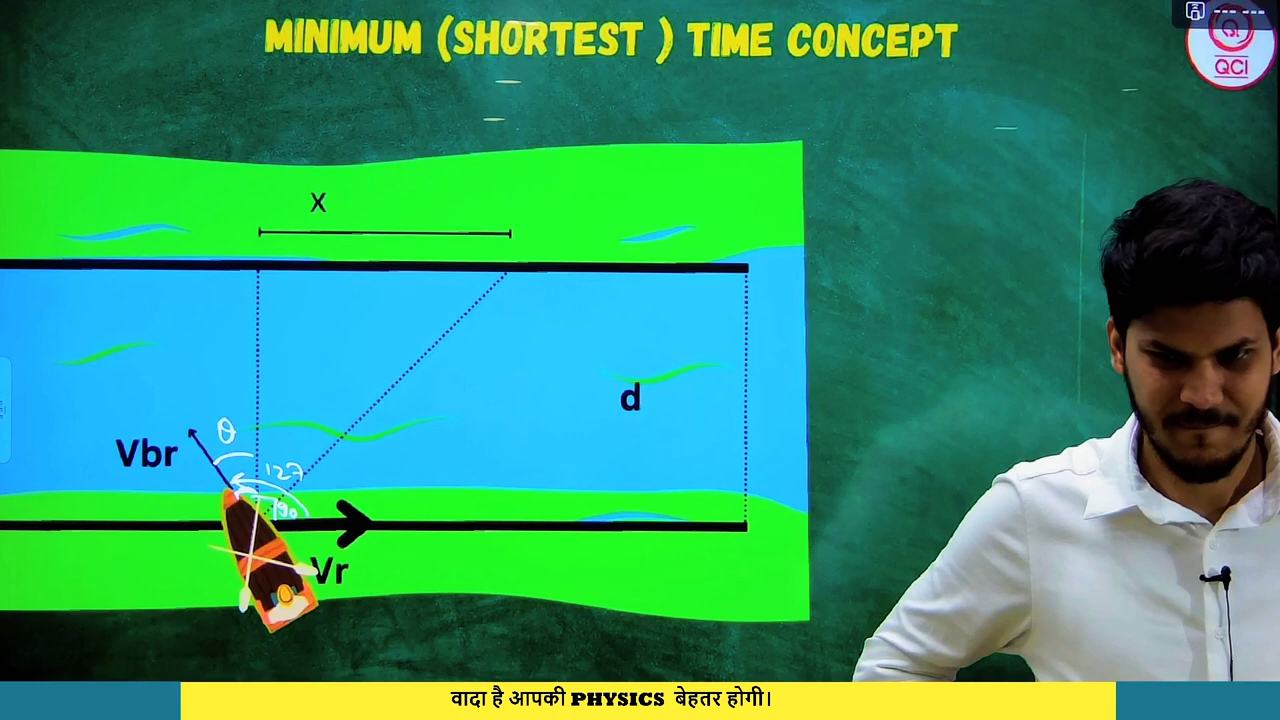 MINIMUM (SHORTEST ) TIME CONCEPT
QCI
X
d
θ
Vbr
127
90
Vr
वादा है आपकी PHYSICS बेहतर होगी।